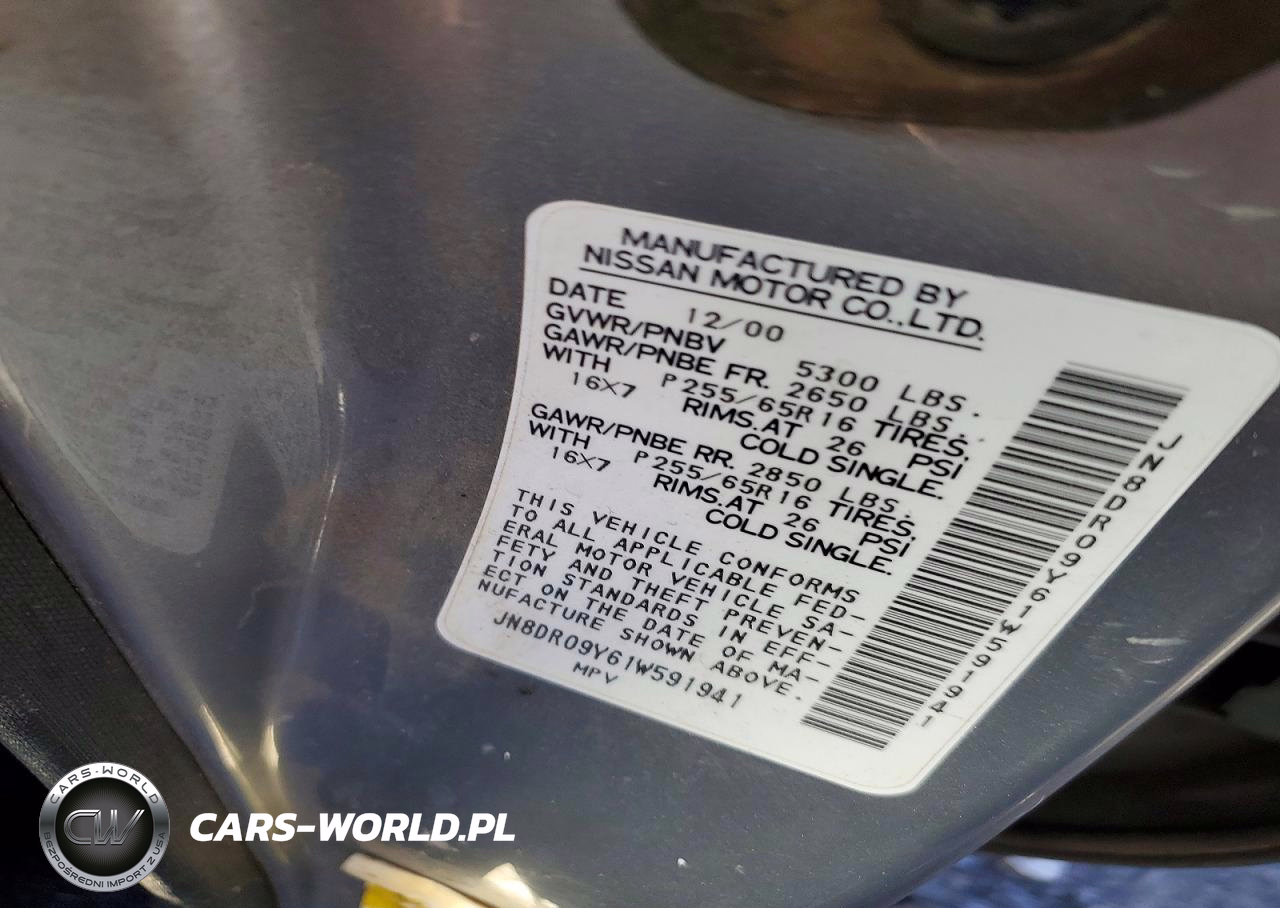 MANUFACTURED BY
NISSAN MOTOR CO.,LTD.
DATE 12/00
GVWR/PNBV 5300 LBS.
GAWR/PNBE FR. 2650 LBS.
WITH P255/65R16 TIRES.
16X7 RIMS.AT 26 PSI
COLD SINGLE.
GAWR/PNBE RR. 2850 LBS.
WITH P255/65R16 TIRES.
16X7 RIMS.AT 26 PSI
COLD SINGLE.
THIS VEHICLE CONFORMS
TO ALL APPLICABLE FED–
ERAL MOTOR VEHICLE SA–
FETY AND THEFT PREVEN–
TION STANDARDS IN EFF–
ECT ON THE DATE OF MA–
NUFACTURE SHOWN ABOVE.
JN8DR09Y61W591941
MPV
JN8DR09Y61W591941
CARS-WORLD
CW
BEZPOŚREDNI IMPORT Z USA
CARS-WORLD.PL